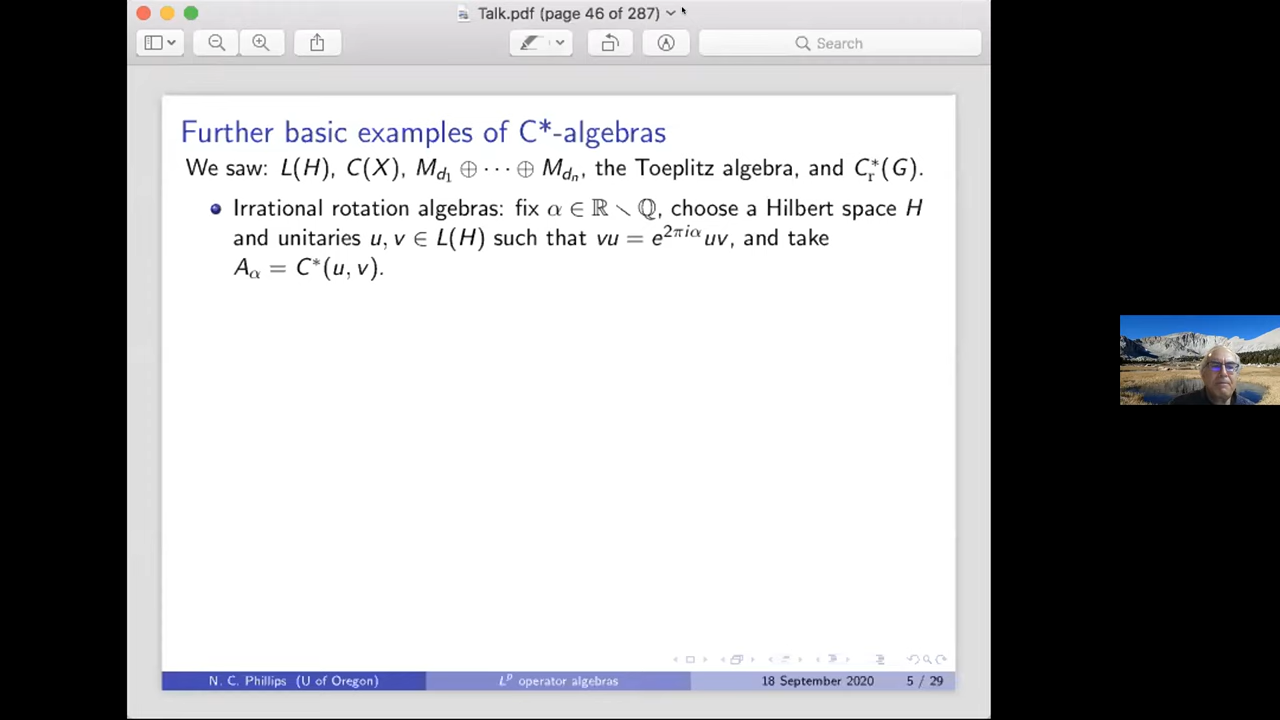 Talk.pdf (page 46 of 287)
Search
Further basic examples of C*-algebras
We saw: L(H), C(X), M_{d_1} ⊕ ··· ⊕ M_{d_n}, the Toeplitz algebra, and C*_r(G).
Irrational rotation algebras: fix α ∈ ℝ ∖ ℚ, choose a Hilbert space H
and unitaries u, v ∈ L(H) such that vu = e^{2πiα}uv, and take
A_α = C*(u, v).
N. C. Phillips (U of Oregon)
L^p operator algebras
18 September 2020
5 / 29